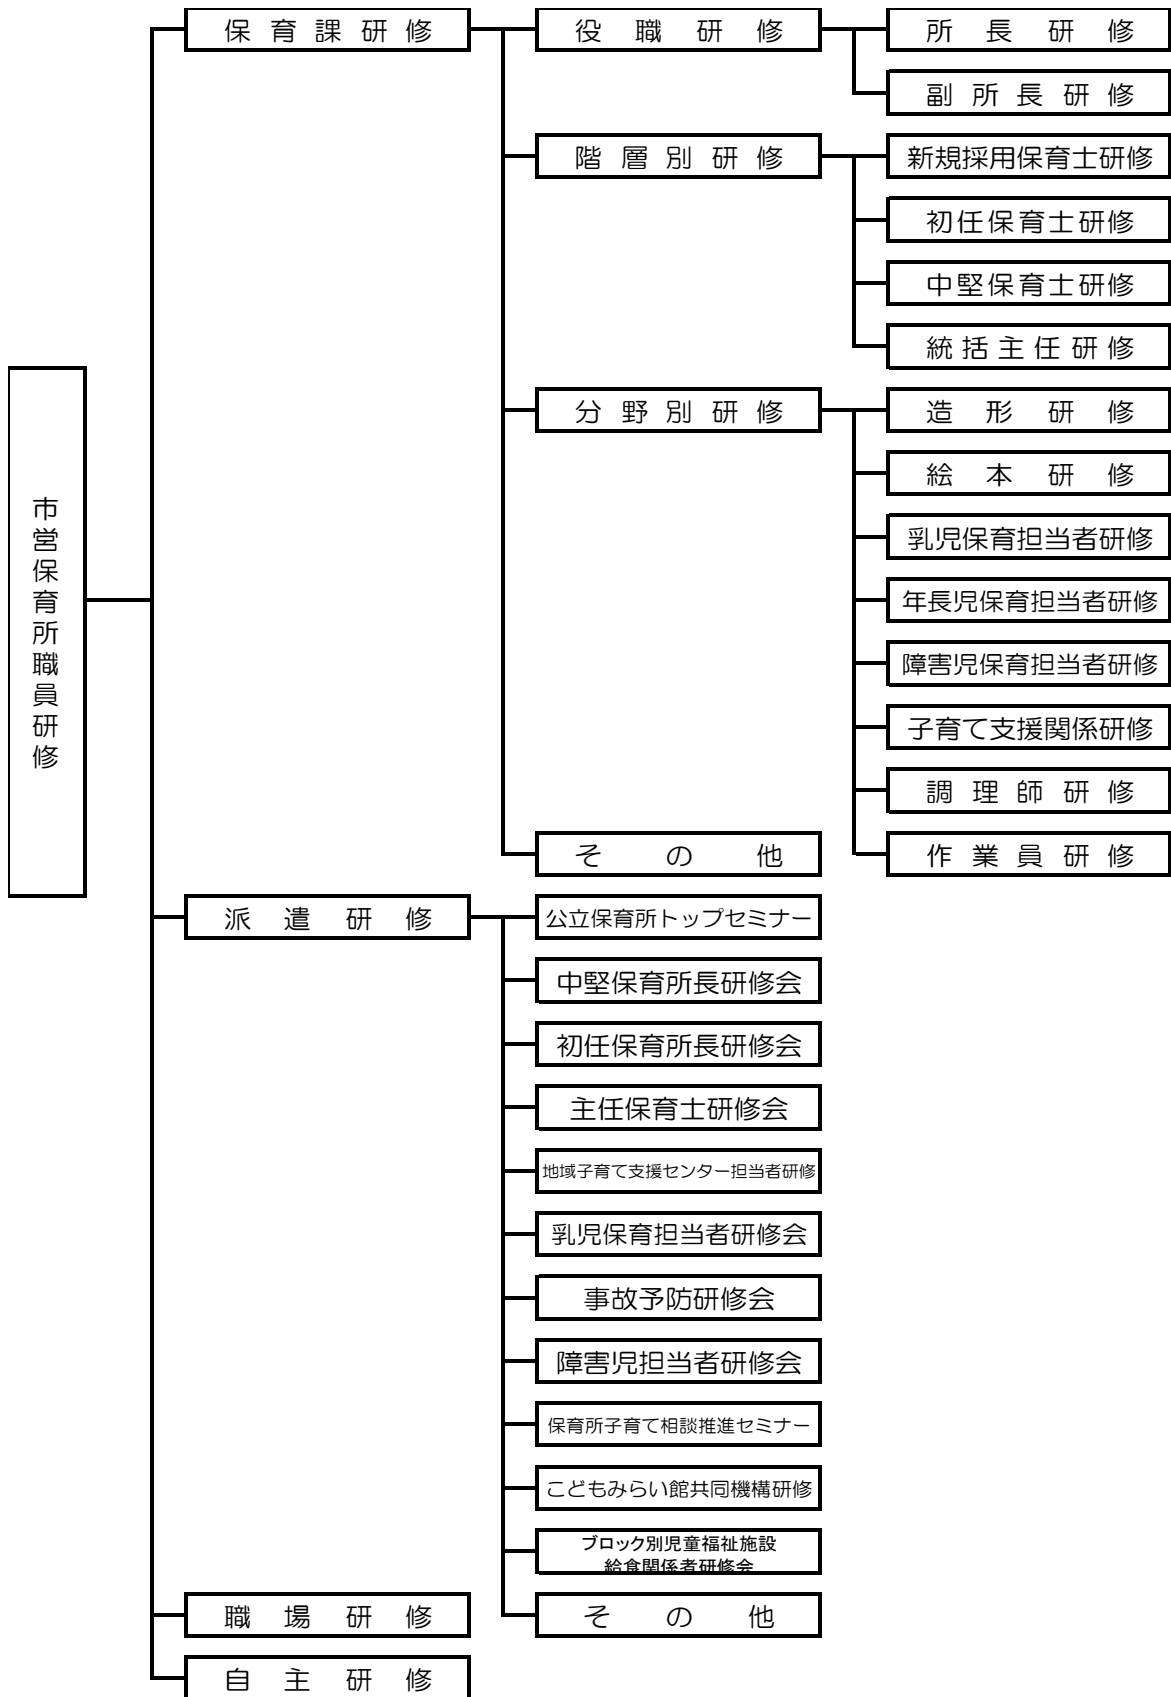 保育課研修
役職研修
所長研修
副所長研修
階層別研修
新規採用保育士研修
初任保育士研修
中堅保育士研修
統括主任研修
分野別研修
造形研修
絵本研修
乳児保育担当者研修
年長児保育担当者研修
障害児保育担当者研修
子育て支援関係研修
調理師研修
作業員研修
その他
市営保育所職員研修
派遣研修
公立保育所トップセミナー
中堅保育所長研修会
初任保育所長研修会
主任保育士研修会
地域子育て支援センター担当者研修
乳児保育担当者研修会
事故予防研修会
障害児担当者研修会
保育所子育て相談推進セミナー
こどもみらい館共同機構研修
ブロック別児童福祉施設
給食関係者研修会
その他
職場研修
自主研修